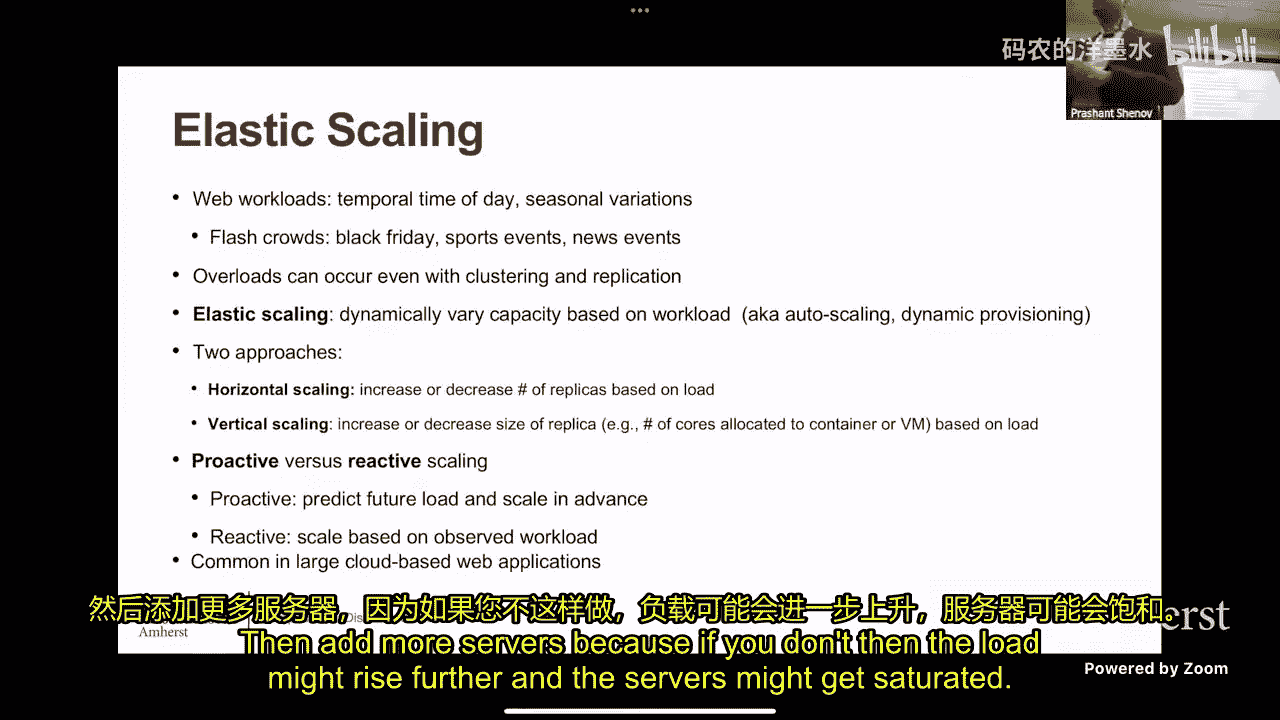 码农的洋墨水 bilibili
Prashant Shenoy
Elastic Scaling
• Web workloads: temporal time of day, seasonal variations
• Flash crowds: black friday, sports events, news events
• Overloads can occur even with clustering and replication
• Elastic scaling: dynamically vary capacity based on workload (aka auto-scaling, dynamic provisioning)
• Two approaches:
• Horizontal scaling: increase or decrease # of replicas based on load
• Vertical scaling: increase or decrease size of replica (e.g., # of cores allocated to container or VM) based on load
• Proactive versus reactive scaling
• Proactive: predict future load and scale in advance
• Reactive: scale based on observed workload
• Common in large cloud-based web applications
然后添加更多服务器，因为如果您不这样做，负载可能会进一步上升，服务器可能会饱和。
Amherst
Then add more servers because if you don't then the load
might rise further and the servers might get saturated.
Powered by Zoom